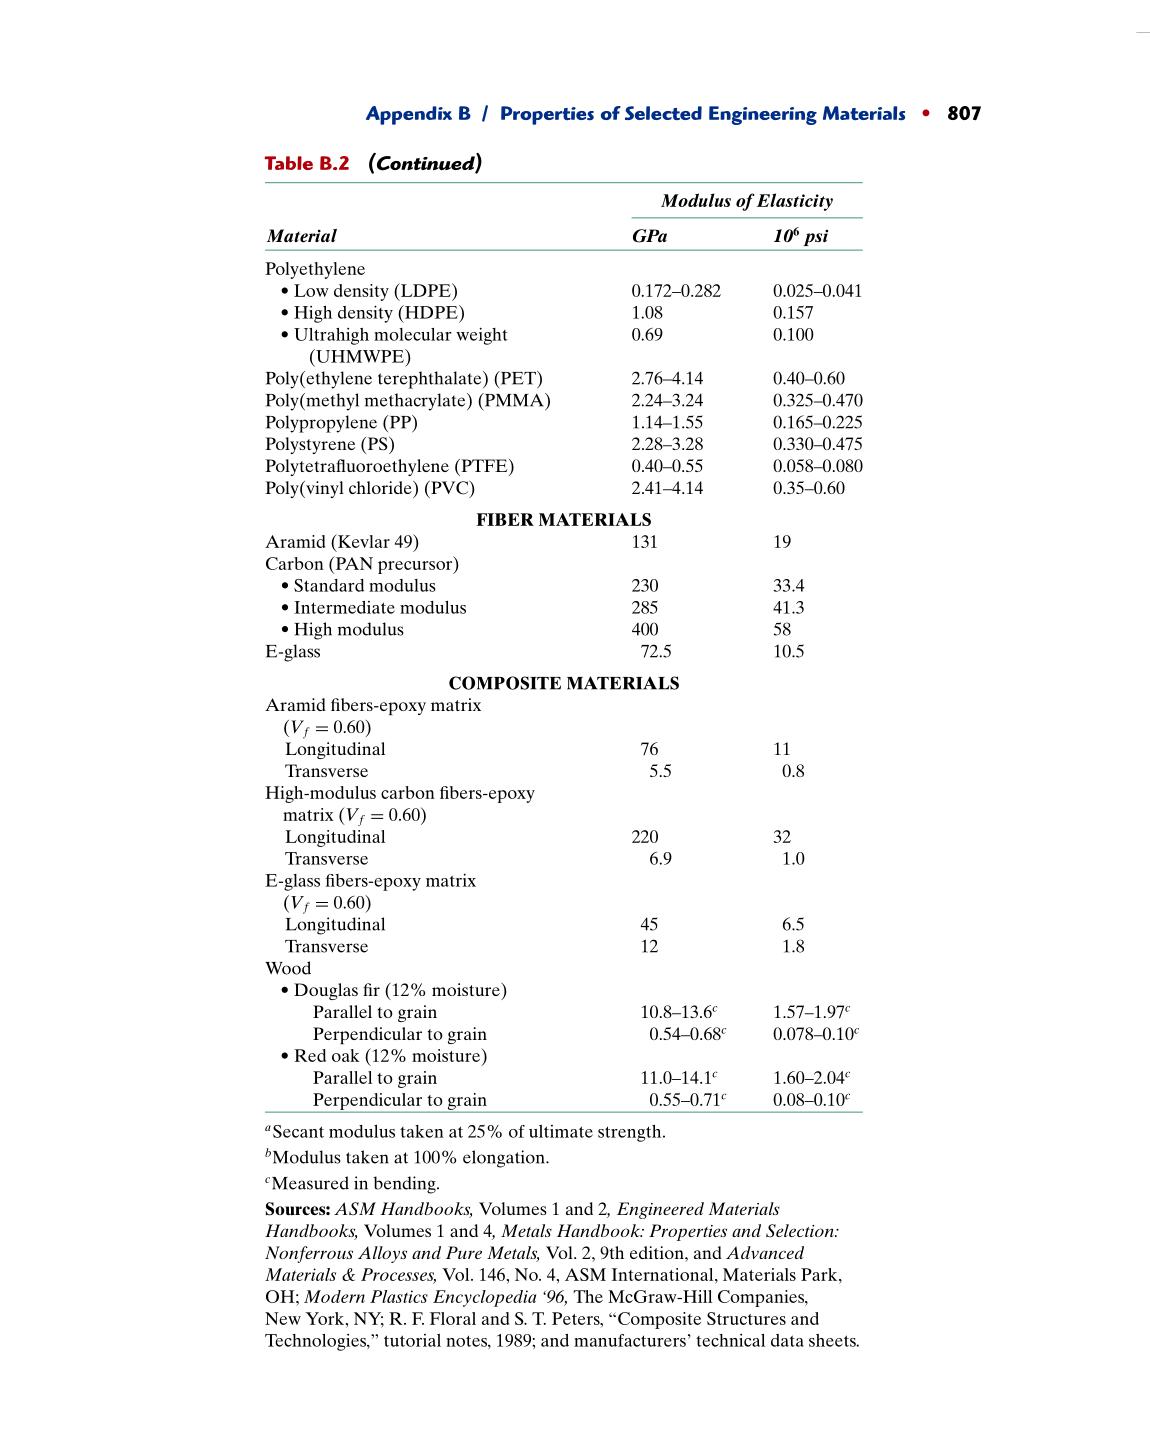 Appendix B / Properties of Selected Engineering Materials • 807
Table B.2 (Continued)
Modulus of Elasticity
Material GPa 10⁶ psi
Polyethylene
• Low density (LDPE) 0.172–0.282 0.025–0.041
• High density (HDPE) 1.08 0.157
• Ultrahigh molecular weight 0.69 0.100
(UHMWPE)
Poly(ethylene terephthalate) (PET) 2.76–4.14 0.40–0.60
Poly(methyl methacrylate) (PMMA) 2.24–3.24 0.325–0.470
Polypropylene (PP) 1.14–1.55 0.165–0.225
Polystyrene (PS) 2.28–3.28 0.330–0.475
Polytetrafluoroethylene (PTFE) 0.40–0.55 0.058–0.080
Poly(vinyl chloride) (PVC) 2.41–4.14 0.35–0.60
FIBER MATERIALS
Aramid (Kevlar 49) 131 19
Carbon (PAN precursor)
• Standard modulus 230 33.4
• Intermediate modulus 285 41.3
• High modulus 400 58
E-glass 72.5 10.5
COMPOSITE MATERIALS
Aramid fibers-epoxy matrix
(V_f = 0.60)
Longitudinal 76 11
Transverse 5.5 0.8
High-modulus carbon fibers-epoxy
matrix (V_f = 0.60)
Longitudinal 220 32
Transverse 6.9 1.0
E-glass fibers-epoxy matrix
(V_f = 0.60)
Longitudinal 45 6.5
Transverse 12 1.8
Wood
• Douglas fir (12% moisture)
Parallel to grain 10.8–13.6ᶜ 1.57–1.97ᶜ
Perpendicular to grain 0.54–0.68ᶜ 0.078–0.10ᶜ
• Red oak (12% moisture)
Parallel to grain 11.0–14.1ᶜ 1.60–2.04ᶜ
Perpendicular to grain 0.55–0.71ᶜ 0.08–0.10ᶜ
ᵃSecant modulus taken at 25% of ultimate strength.
ᵇModulus taken at 100% elongation.
ᶜMeasured in bending.
Sources: ASM Handbooks, Volumes 1 and 2, Engineered Materials
Handbooks, Volumes 1 and 4, Metals Handbook: Properties and Selection:
Nonferrous Alloys and Pure Metals, Vol. 2, 9th edition, and Advanced
Materials & Processes, Vol. 146, No. 4, ASM International, Materials Park,
OH; Modern Plastics Encyclopedia ‘96, The McGraw-Hill Companies,
New York, NY; R. F. Floral and S. T. Peters, “Composite Structures and
Technologies,” tutorial notes, 1989; and manufacturers’ technical data sheets.